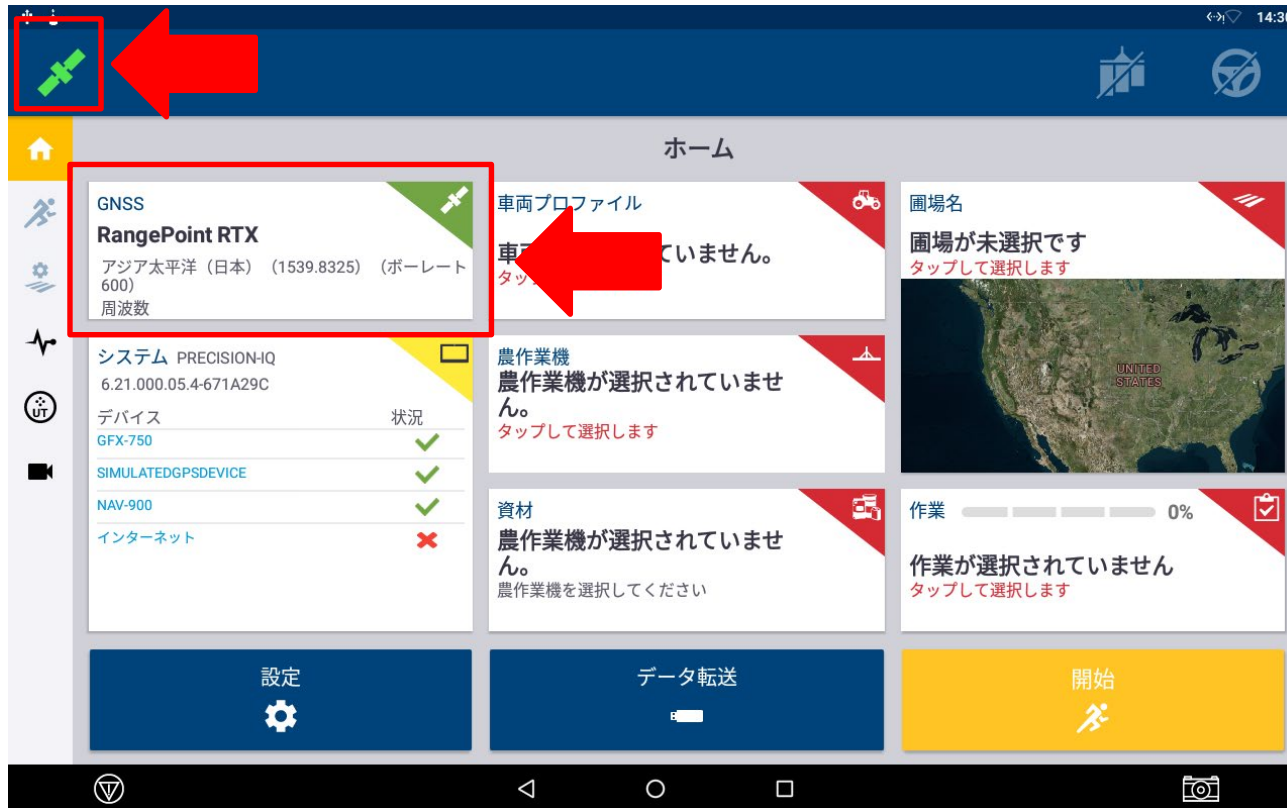 14:30
ホーム
GNSS
RangePoint RTX
アジア太平洋（日本）（1539.8325）（ボーレート
600）
周波数
車両プロファイル
ていません。
圃場名
圃場が未選択です
タップして選択します
UNITED
STATES
システム PRECISION-IQ
6.21.000.05.4-671A29C
デバイス 状況
GFX-750
SIMULATEDGPSDEVICE
NAV-900
インターネット
農作業機
農作業機が選択されていませ
ん。
タップして選択します
資材
農作業機が選択されていませ
ん。
農作業機を選択してください
作業 0%
作業が選択されていません
タップして選択します
UT
設定
データ転送
開始